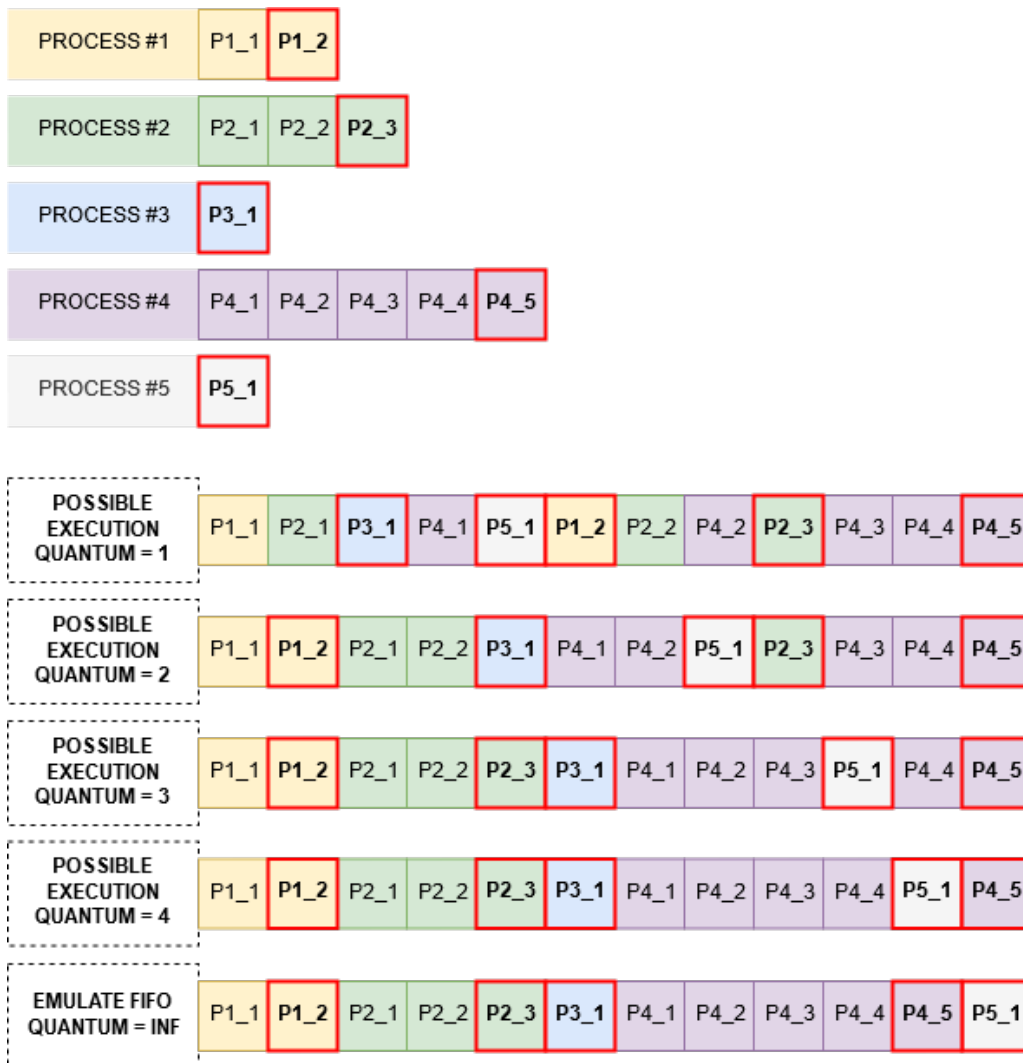 PROCESS #1 P1_1 P1_2
PROCESS #2 P2_1 P2_2 P2_3
PROCESS #3 P3_1
PROCESS #4 P4_1 P4_2 P4_3 P4_4 P4_5
PROCESS #5 P5_1
POSSIBLE
EXECUTION
QUANTUM = 1
P1_1 P2_1 P3_1 P4_1 P5_1 P1_2 P2_2 P4_2 P2_3 P4_3 P4_4 P4_5
POSSIBLE
EXECUTION
QUANTUM = 2
P1_1 P1_2 P2_1 P2_2 P3_1 P4_1 P4_2 P5_1 P2_3 P4_3 P4_4 P4_5
POSSIBLE
EXECUTION
QUANTUM = 3
P1_1 P1_2 P2_1 P2_2 P2_3 P3_1 P4_1 P4_2 P4_3 P5_1 P4_4 P4_5
POSSIBLE
EXECUTION
QUANTUM = 4
P1_1 P1_2 P2_1 P2_2 P2_3 P3_1 P4_1 P4_2 P4_3 P4_4 P5_1 P4_5
EMULATE FIFO
QUANTUM = INF
P1_1 P1_2 P2_1 P2_2 P2_3 P3_1 P4_1 P4_2 P4_3 P4_4 P4_5 P5_1